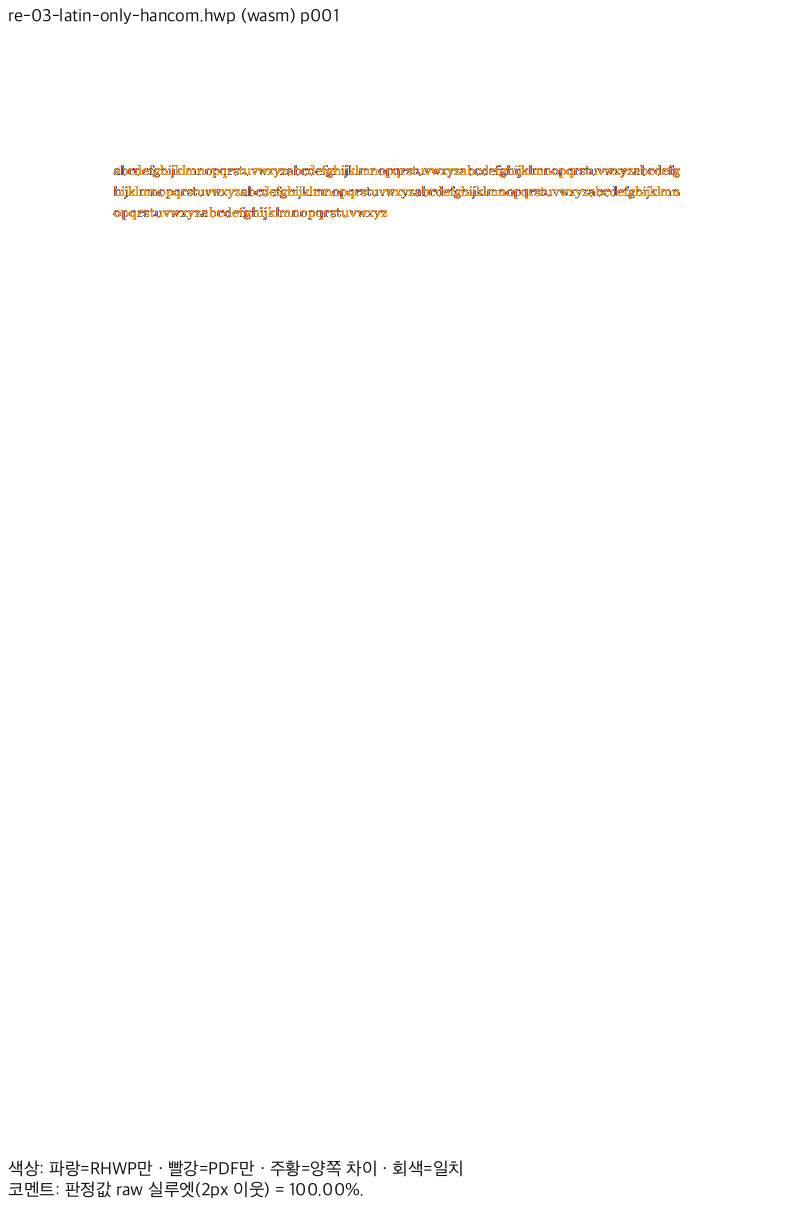 re-03-latin-only-hancom.hwp (wasm) p001
abcdefghijklmnopqrstuvwxyzabcdefghijklmnopqrstuvwxyzabcdefghijklmnopqrstuvwxyzabcdefg
hijklmnopqrstuvwxyzabcdefghijklmnopqrstuvwxyzabcdefghijklmnopqrstuvwxyzabcdefghijklmn
opqrstuvwxyzabcdefghijklmnopqrstuvwxyz
색상: 파랑=RHWP만 · 빨강=PDF만 · 주황=양쪽 차이 · 회색=일치
코멘트: 판정값 raw 실루엣(2px 이웃) = 100.00%.